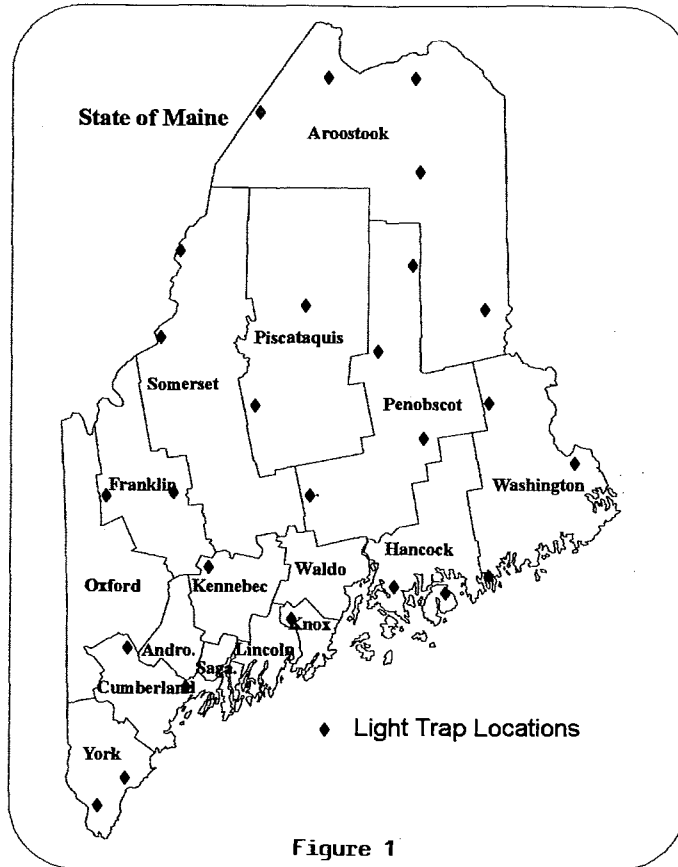 State of Maine
Aroostook
Piscataquis
Somerset
Penobscot
Franklin
Washington
Hancock
Oxford
Kennebec
Waldo
Knox
Andro.
Lincoln
Saga.
Cumberland
Light Trap Locations
York
Figure 1